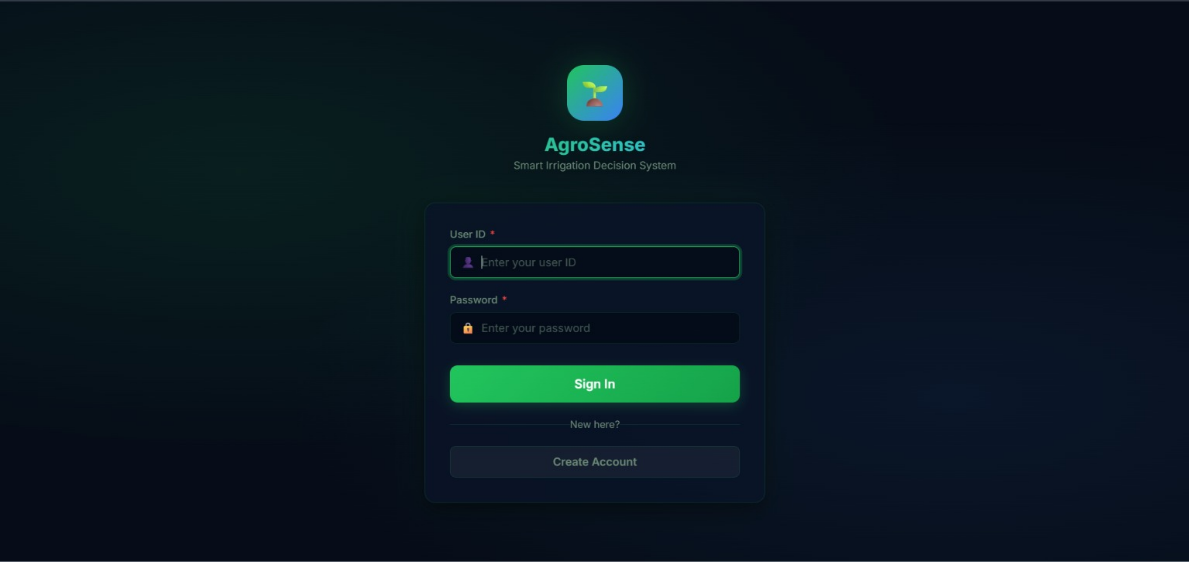 AgroSense
Smart Irrigation Decision System
User ID *
Enter your user ID
Password *
Enter your password
Sign In
New here?
Create Account